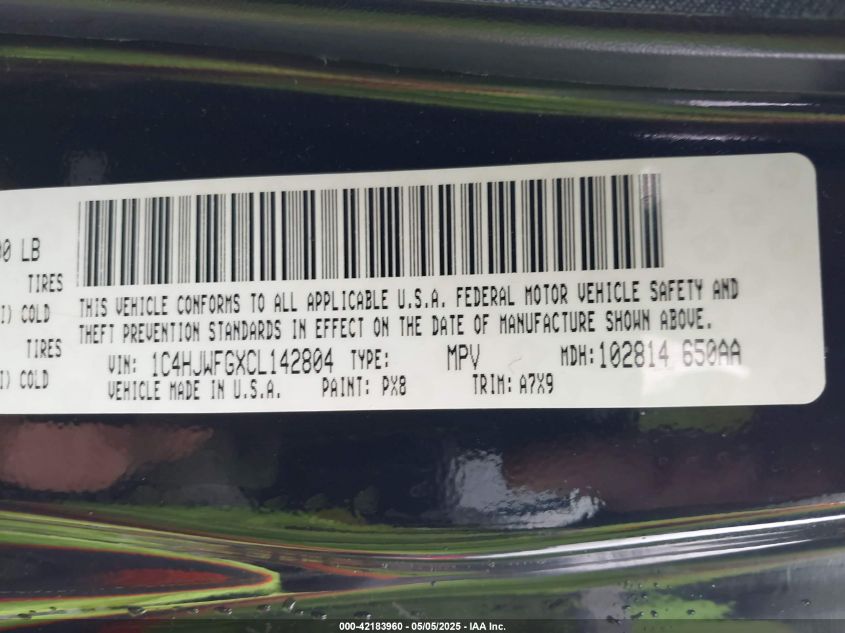 00 LB
TIRES
I) COLD
TIRES
I) COLD
THIS VEHICLE CONFORMS TO ALL APPLICABLE U.S.A. FEDERAL MOTOR VEHICLE SAFETY AND
THEFT PREVENTION STANDARDS IN EFFECT ON THE DATE OF MANUFACTURE SHOWN ABOVE.
VIN: 1C4HJWFGXCL142804 TYPE: MPV MDH: 102814 650AA
VEHICLE MADE IN U.S.A. PAINT: PX8 TRIM: A7X9
000-42183960 - 05/05/2025 - IAA Inc.